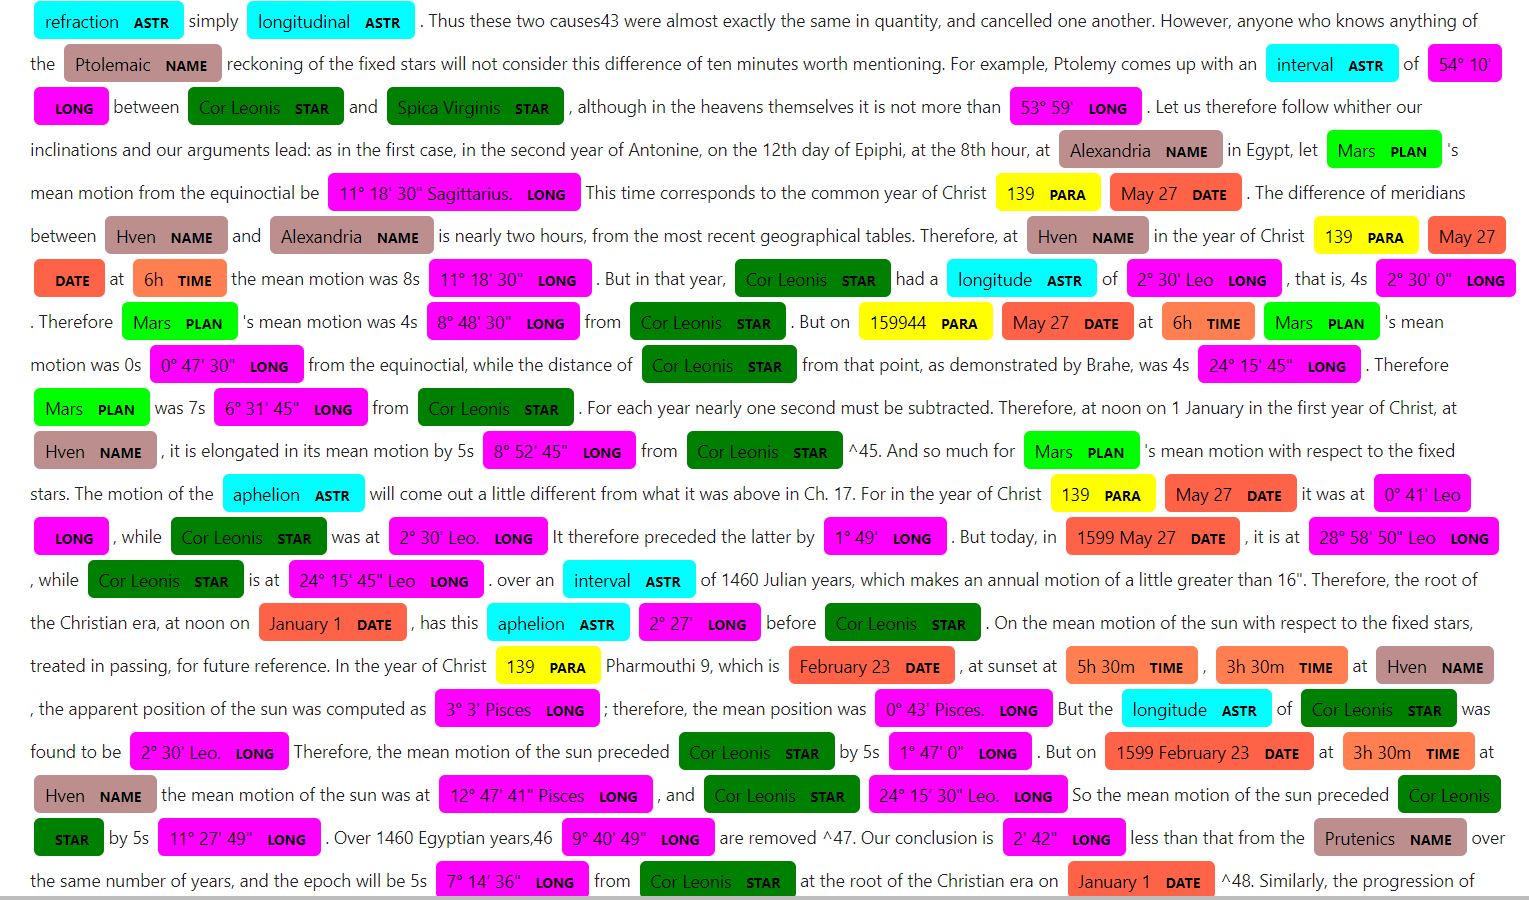 refraction ASTR simply longitudinal ASTR . Thus these two causes43 were almost exactly the same in quantity, and cancelled one another. However, anyone who knows anything of
the Ptolemaic NAME reckoning of the fixed stars will not consider this difference of ten minutes worth mentioning. For example, Ptolemy comes up with an interval ASTR of 54° 10'
LONG between Cor Leonis STAR and Spica Virginis STAR , although in the heavens themselves it is not more than 53° 59' LONG . Let us therefore follow whither our
inclinations and our arguments lead: as in the first case, in the second year of Antonine, on the 12th day of Epiphi, at the 8th hour, at Alexandria NAME in Egypt, let Mars PLAN 's
mean motion from the equinoctial be 11° 18' 30" Sagittarius. LONG This time corresponds to the common year of Christ 139 PARA May 27 DATE . The difference of meridians
between Hven NAME and Alexandria NAME is nearly two hours, from the most recent geographical tables. Therefore, at Hven NAME in the year of Christ 139 PARA May 27
DATE at 6h TIME the mean motion was 8s 11° 18' 30" LONG . But in that year, Cor Leonis STAR had a longitude ASTR of 2° 30' Leo LONG , that is, 4s 2° 30' 0" LONG
. Therefore Mars PLAN 's mean motion was 4s 8° 48' 30" LONG from Cor Leonis STAR . But on 159944 PARA May 27 DATE at 6h TIME Mars PLAN 's mean
motion was 0s 0° 47' 30" LONG from the equinoctial, while the distance of Cor Leonis STAR from that point, as demonstrated by Brahe, was 4s 24° 15' 45" LONG . Therefore
Mars PLAN was 7s 6° 31' 45" LONG from Cor Leonis STAR . For each year nearly one second must be subtracted. Therefore, at noon on 1 January in the first year of Christ, at
Hven NAME , it is elongated in its mean motion by 5s 8° 52' 45" LONG from Cor Leonis STAR ^45. And so much for Mars PLAN 's mean motion with respect to the fixed
stars. The motion of the aphelion ASTR will come out a little different from what it was above in Ch. 17. For in the year of Christ 139 PARA May 27 DATE it was at 0° 41' Leo
LONG , while Cor Leonis STAR was at 2° 30' Leo. LONG It therefore preceded the latter by 1° 49' LONG . But today, in 1599 May 27 DATE , it is at 28° 58' 50" Leo LONG
, while Cor Leonis STAR is at 24° 15' 45" Leo LONG . over an interval ASTR of 1460 Julian years, which makes an annual motion of a little greater than 16". Therefore, the root of
the Christian era, at noon on January 1 DATE , has this aphelion ASTR 2° 27' LONG before Cor Leonis STAR . On the mean motion of the sun with respect to the fixed stars,
treated in passing, for future reference. In the year of Christ 139 PARA Pharmouthi 9, which is February 23 DATE , at sunset at 5h 30m TIME , 3h 30m TIME at Hven NAME
, the apparent position of the sun was computed as 3° 3' Pisces LONG ; therefore, the mean position was 0° 43' Pisces. LONG But the longitude ASTR of Cor Leonis STAR was
found to be 2° 30' Leo. LONG Therefore, the mean motion of the sun preceded Cor Leonis STAR by 5s 1° 47' 0" LONG . But on 1599 February 23 DATE at 3h 30m TIME at
Hven NAME the mean motion of the sun was at 12° 47' 41" Pisces LONG , and Cor Leonis STAR 24° 15' 30" Leo. LONG So the mean motion of the sun preceded Cor Leonis
STAR by 5s 11° 27' 49" LONG . Over 1460 Egyptian years,46 9° 40' 49" LONG are removed ^47. Our conclusion is 2' 42" LONG less than that from the Prutenics NAME over
the same number of years, and the epoch will be 5s 7° 14' 36" LONG from Cor Leonis STAR at the root of the Christian era on January 1 DATE ^48. Similarly, the progression of